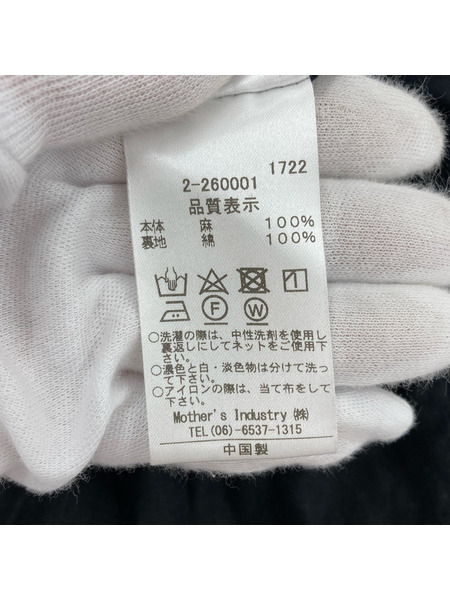 1722
2-260001
品質表示
本体 麻 100%
裏地 綿 100%
F W
○洗濯の際は、中性洗剤を使用し
裏返しにしてネットをご使用下
さい。
○濃色と白・淡色物は分けて洗っ
て下さい。
○アイロンの際は、当て布をして
下さい。
Mother's Industry ㈱
TEL(06)-6537-1315
中国製